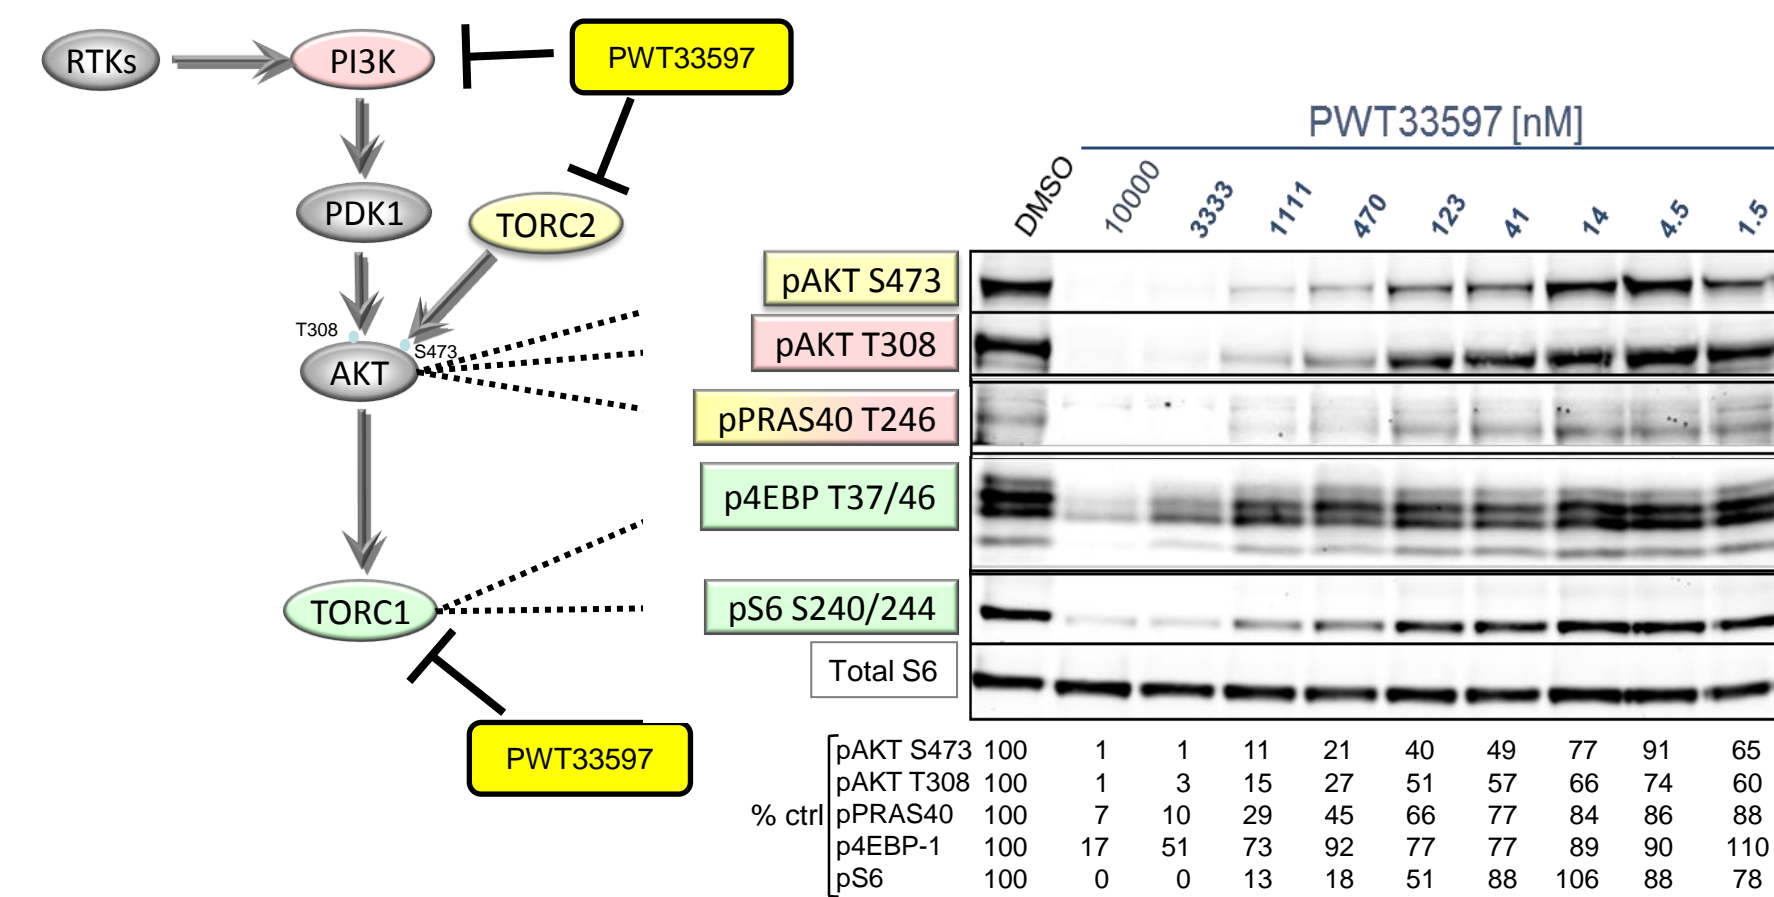 RTKs
PI3K
PWT33597
PDK1
TORC2
T308
S473
AKT
TORC1
PWT33597
PWT33597 [nM]
DMSO 10000 3333 1111 470 123 41 14 4.5 1.5
pAKT S473
pAKT T308
pPRAS40 T246
p4EBP T37/46
pS6 S240/244
Total S6
% ctrl
pAKT S473 100 1 1 11 21 40 49 77 91 65
pAKT T308 100 1 3 15 27 51 57 66 74 60
pPRAS40 100 7 10 29 45 66 77 84 86 88
p4EBP-1 100 17 51 73 92 77 77 89 90 110
pS6 100 0 0 13 18 51 88 106 88 78